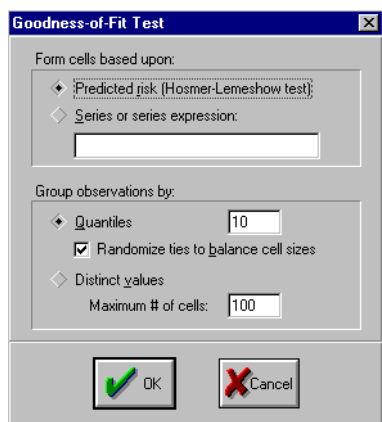 Goodness-of-Fit Test
Form cells based upon:
Predicted risk (Hosmer-Lemeshow test)
Series or series expression:
Group observations by:
Quantiles 10
Randomize ties to balance cell sizes
Distinct values
Maximum # of cells: 100
OK Cancel